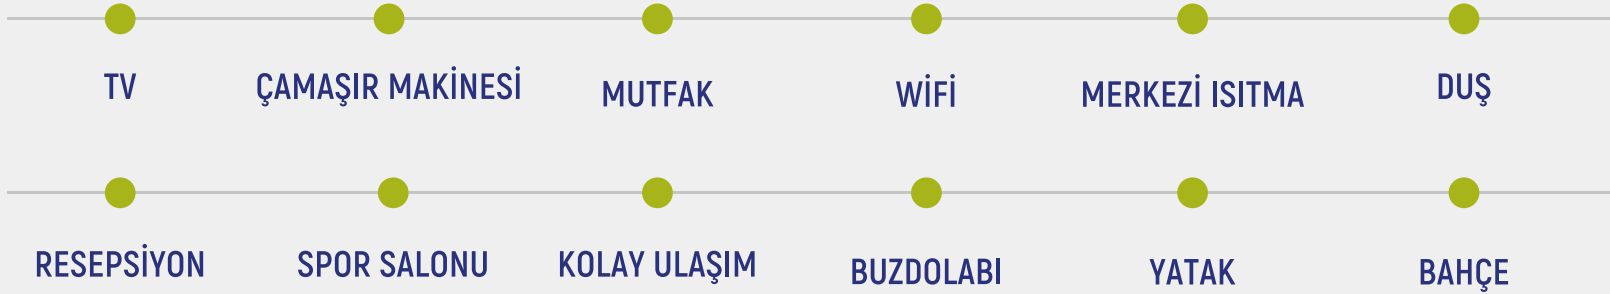 TV
ÇAMAŞIR MAKİNESİ
MUTFAK
WİFİ
MERKEZİ ISITMA
DUŞ
RESEPSİYON
SPOR SALONU
KOLAY ULAŞIM
BUZDOLABI
YATAK
BAHÇE